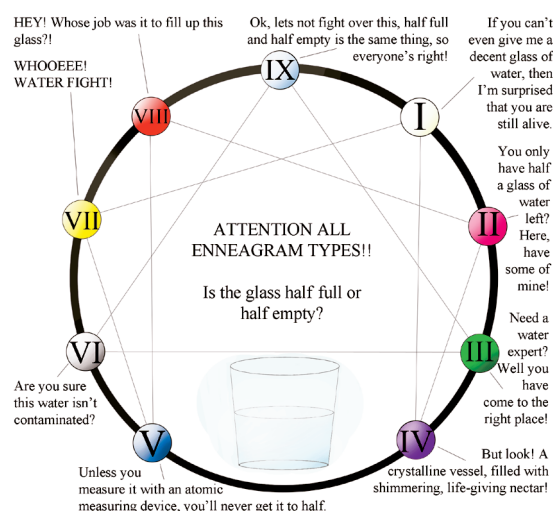 HEY! Whose job was it to fill up this
glass?!
Ok, lets not fight over this, half full
and half empty is the same thing, so
everyone's right!
If you can't
even give me a
decent glass of
water, then
I'm surprised
that you are
still alive.
WHOOEEE!
WATER FIGHT!
IX
VIII
I
You only
have half
a glass of
water
left?
Here,
have
some of
mine!
VII
II
ATTENTION ALL
ENNEAGRAM TYPES!!
Is the glass half full or
half empty?
Need a
water
expert?
Well you
have
come to the
right place!
VI
III
Are you sure
this water isn't
contaminated?
V
IV
But look! A
crystalline vessel, filled with
shimmering, life-giving nectar!
Unless you
measure it with an atomic
measuring device, you'll never get it to half.